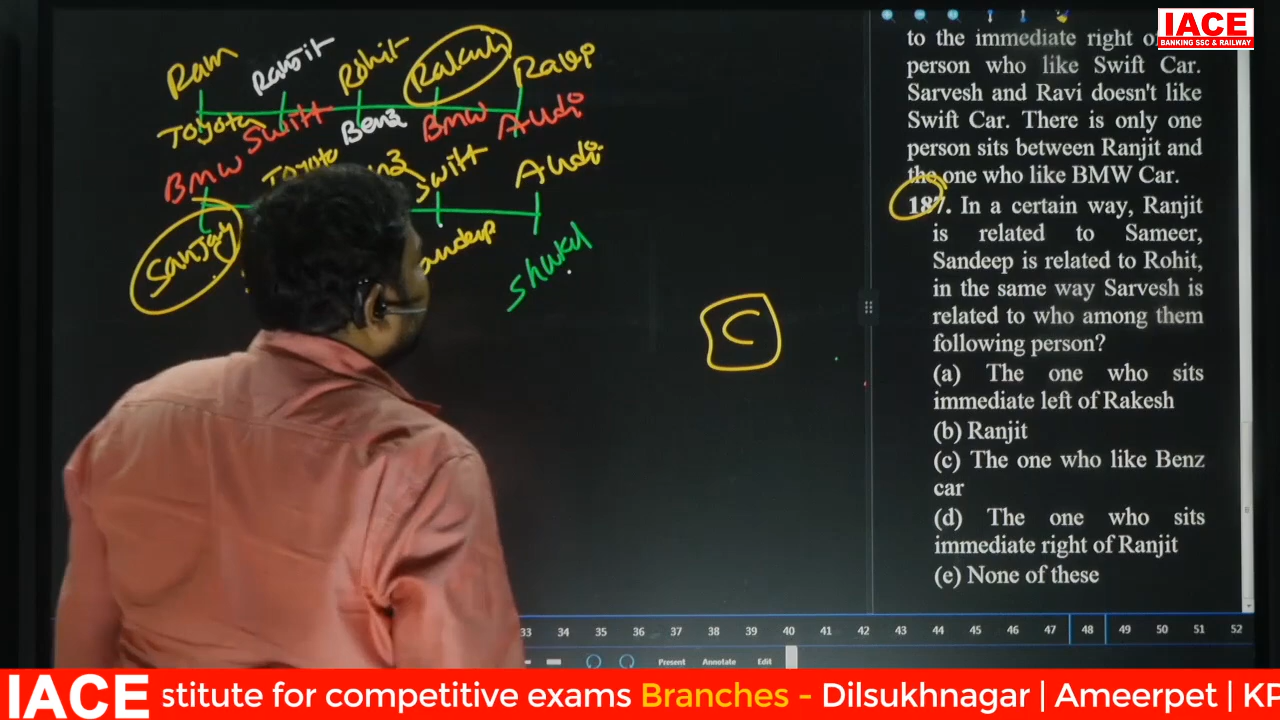 IACE
BANKING SSC & RAILWAY
Ram Ranjit Rohit Rakesh Ravi
Toyota Swift Benz BMW Audi
BMW Toyota Swift Audi
Sanjay
C
to the immediate right of
person who like Swift Car.
Sarvesh and Ravi doesn't like
Swift Car. There is only one
person sits between Ranjit and
the one who like BMW Car.
187. In a certain way, Ranjit
is related to Sameer,
Sandeep is related to Rohit,
in the same way Sarvesh is
related to who among them
following person?
(a) The one who sits
immediate left of Rakesh
(b) Ranjit
(c) The one who like Benz
car
(d) The one who sits
immediate right of Ranjit
(e) None of these
33 34 35 36 37 38 39 40 41 42 43 44 45 46 47 48 49 50 51 52
Present Annotate Edit
IACE stitute for competitive exams Branches - Dilsukhnagar | Ameerpet | KP